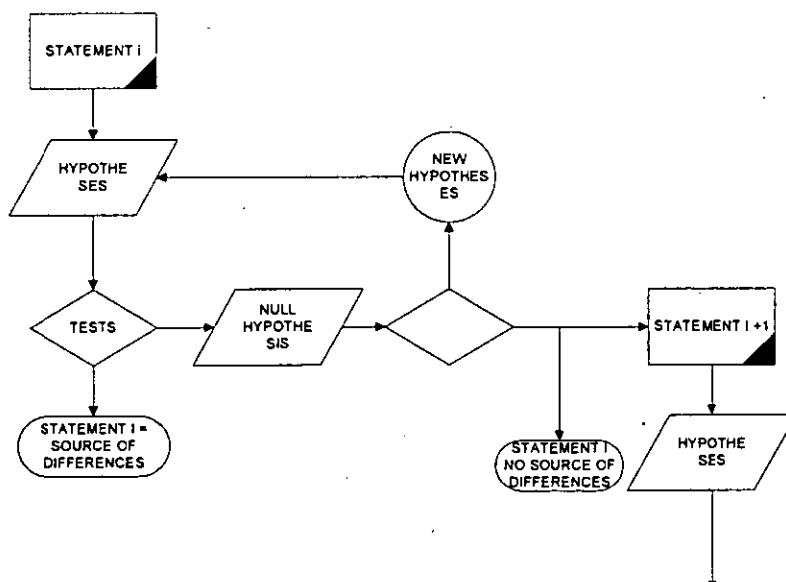 STATEMENT i
HYPOTHE
SES
NEW
HYPOTHES
ES
TESTS
NULL
HYPOTHE
SIS
STATEMENT I +1
STATEMENT I =
SOURCE OF
DIFFERENCES
STATEMENT I
NO SOURCE OF
DIFFERENCES
HYPOTHE
SES